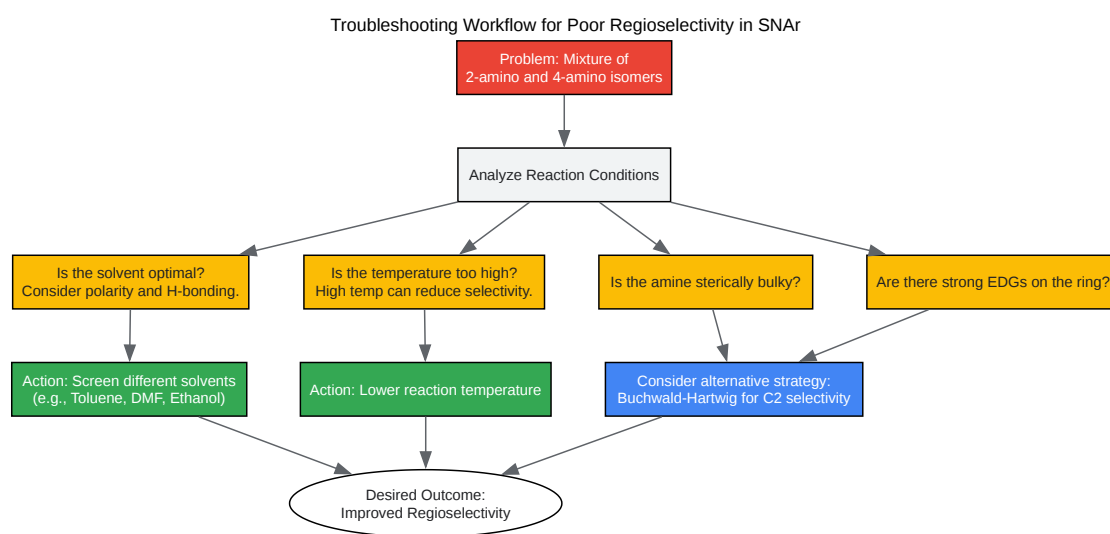 Troubleshooting Workflow for Poor Regioselectivity in SNAr
Problem: Mixture of
2-amino and 4-amino isomers
Analyze Reaction Conditions
Is the solvent optimal?
Consider polarity and H-bonding.
Is the temperature too high?
High temp can reduce selectivity.
Is the amine sterically bulky?
Are there strong EDGs on the ring?
Action: Screen different solvents
(e.g., Toluene, DMF, Ethanol)
Action: Lower reaction temperature
Consider alternative strategy:
Buchwald-Hartwig for C2 selectivity
Desired Outcome:
Improved Regioselectivity